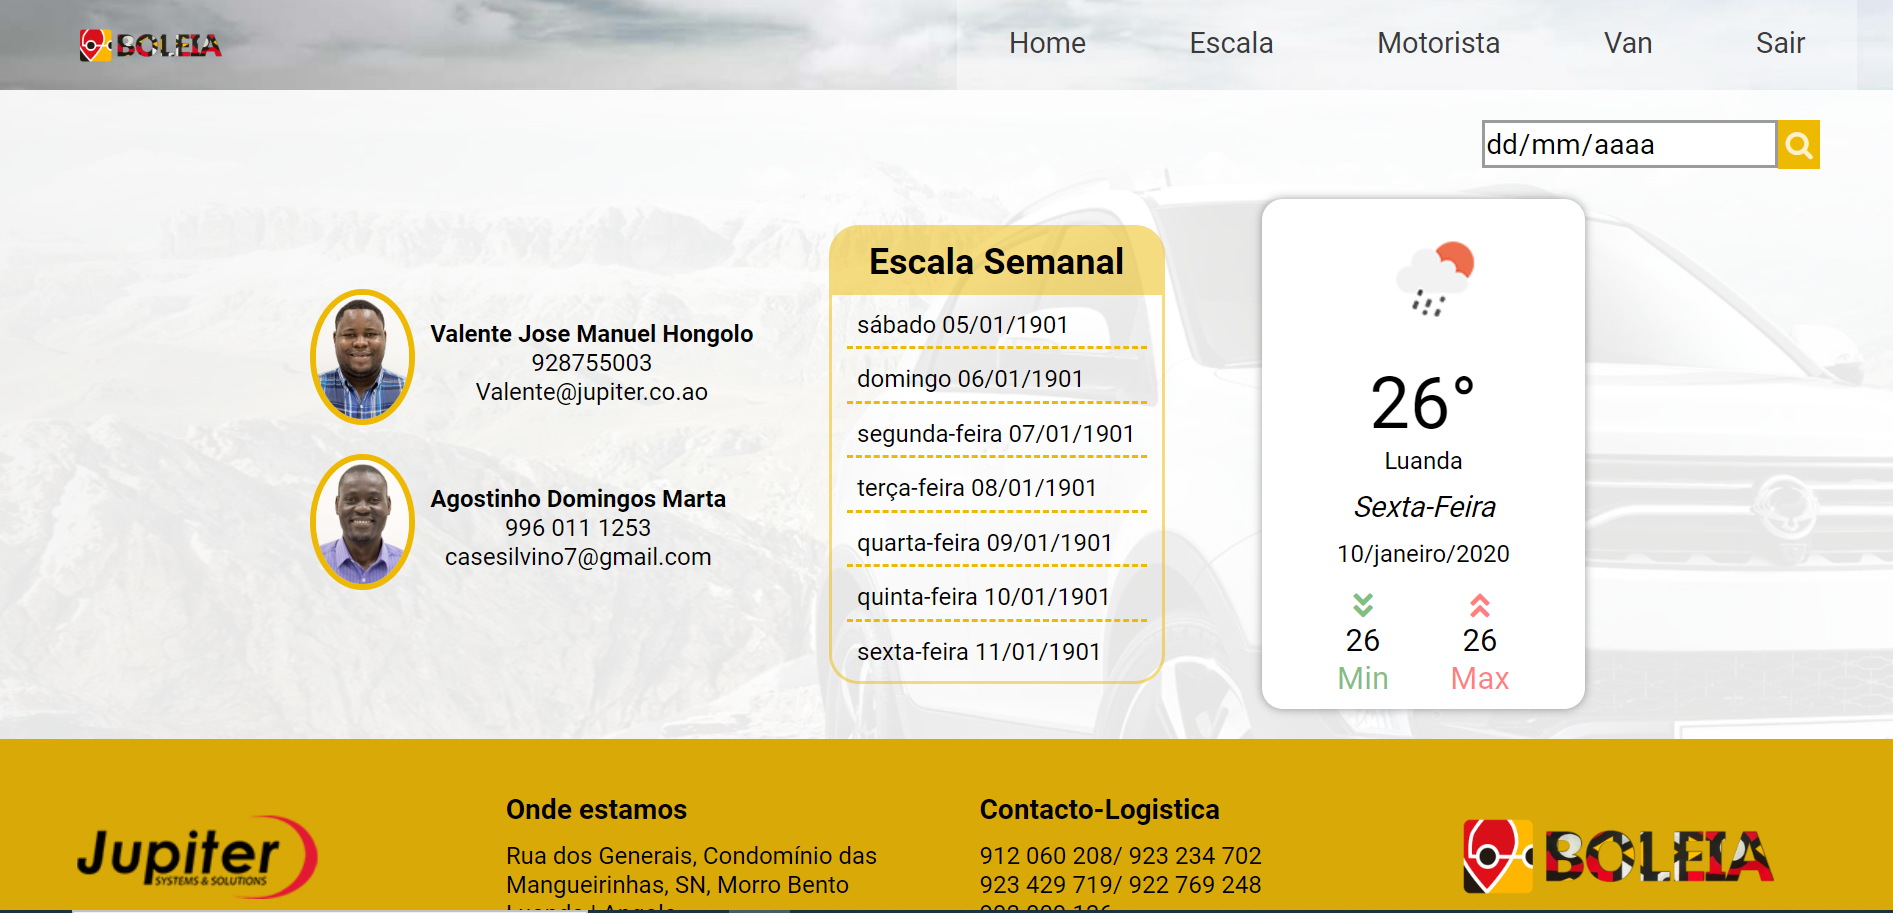 BOLEIA
Home
Escala
Motorista
Van
Sair
dd/mm/aaaa
Valente Jose Manuel Hongolo
928755003
Valente@jupiter.co.ao
Agostinho Domingos Marta
996 011 1253
casesilvino7@gmail.com
Escala Semanal
sábado 05/01/1901
domingo 06/01/1901
segunda-feira 07/01/1901
terça-feira 08/01/1901
quarta-feira 09/01/1901
quinta-feira 10/01/1901
sexta-feira 11/01/1901
26°
Luanda
Sexta-Feira
10/janeiro/2020
26
Min
26
Max
Jupiter
SYSTEMS & SOLUTIONS
Onde estamos
Rua dos Generais, Condomínio das
Mangueirinhas, SN, Morro Bento
Luanda | Angola
Contacto-Logistica
912 060 208/ 923 234 702
923 429 719/ 922 769 248
BOLEIA